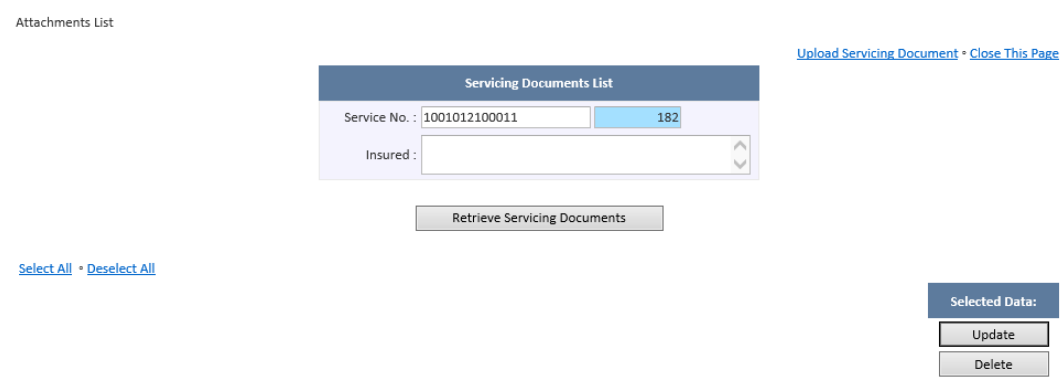 Attachments List
Upload Servicing Document • Close This Page
Servicing Documents List
Service No. : 1001012100011 182
Insured :
Retrieve Servicing Documents
Select All • Deselect All
Selected Data:
Update
Delete